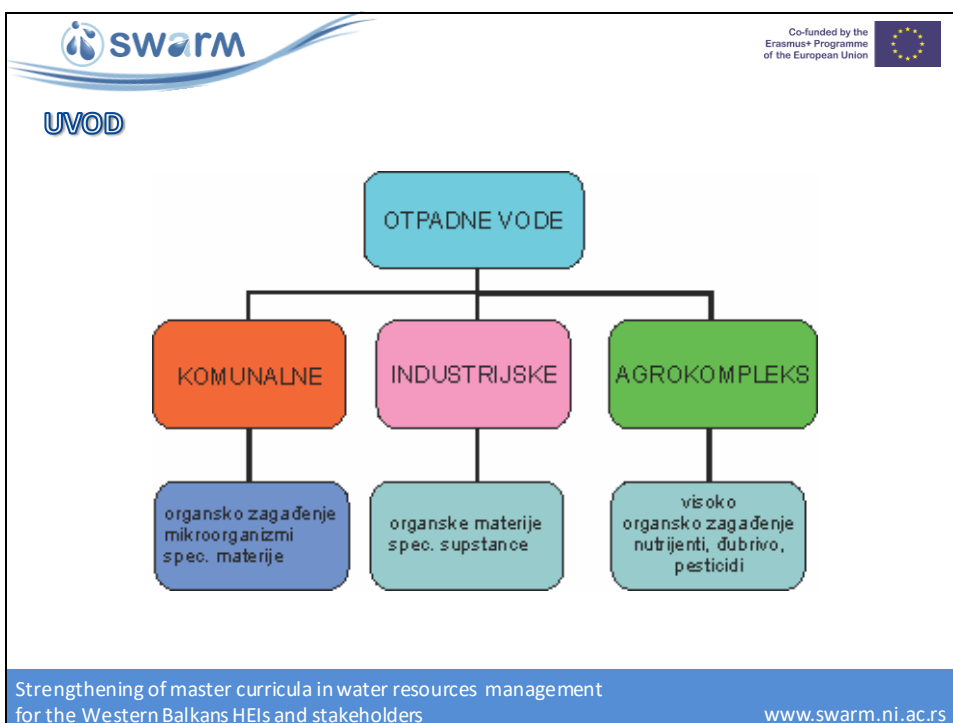 swarm
Co-funded by the
Erasmus+ Programme
of the European Union
UVOD
OTPADNE VODE
KOMUNALNE
INDUSTRIJSKE
AGROKOMPLEKS
organsko zagađenje
mikroorganizmi
spec. materije
organske materije
spec. supstance
visoko
organsko zagađenje
nutrijenti, đubrivo,
pesticidi
Strengthening of master curricula in water resources management
for the Western Balkans HEIs and stakeholders
www.swarm.ni.ac.rs